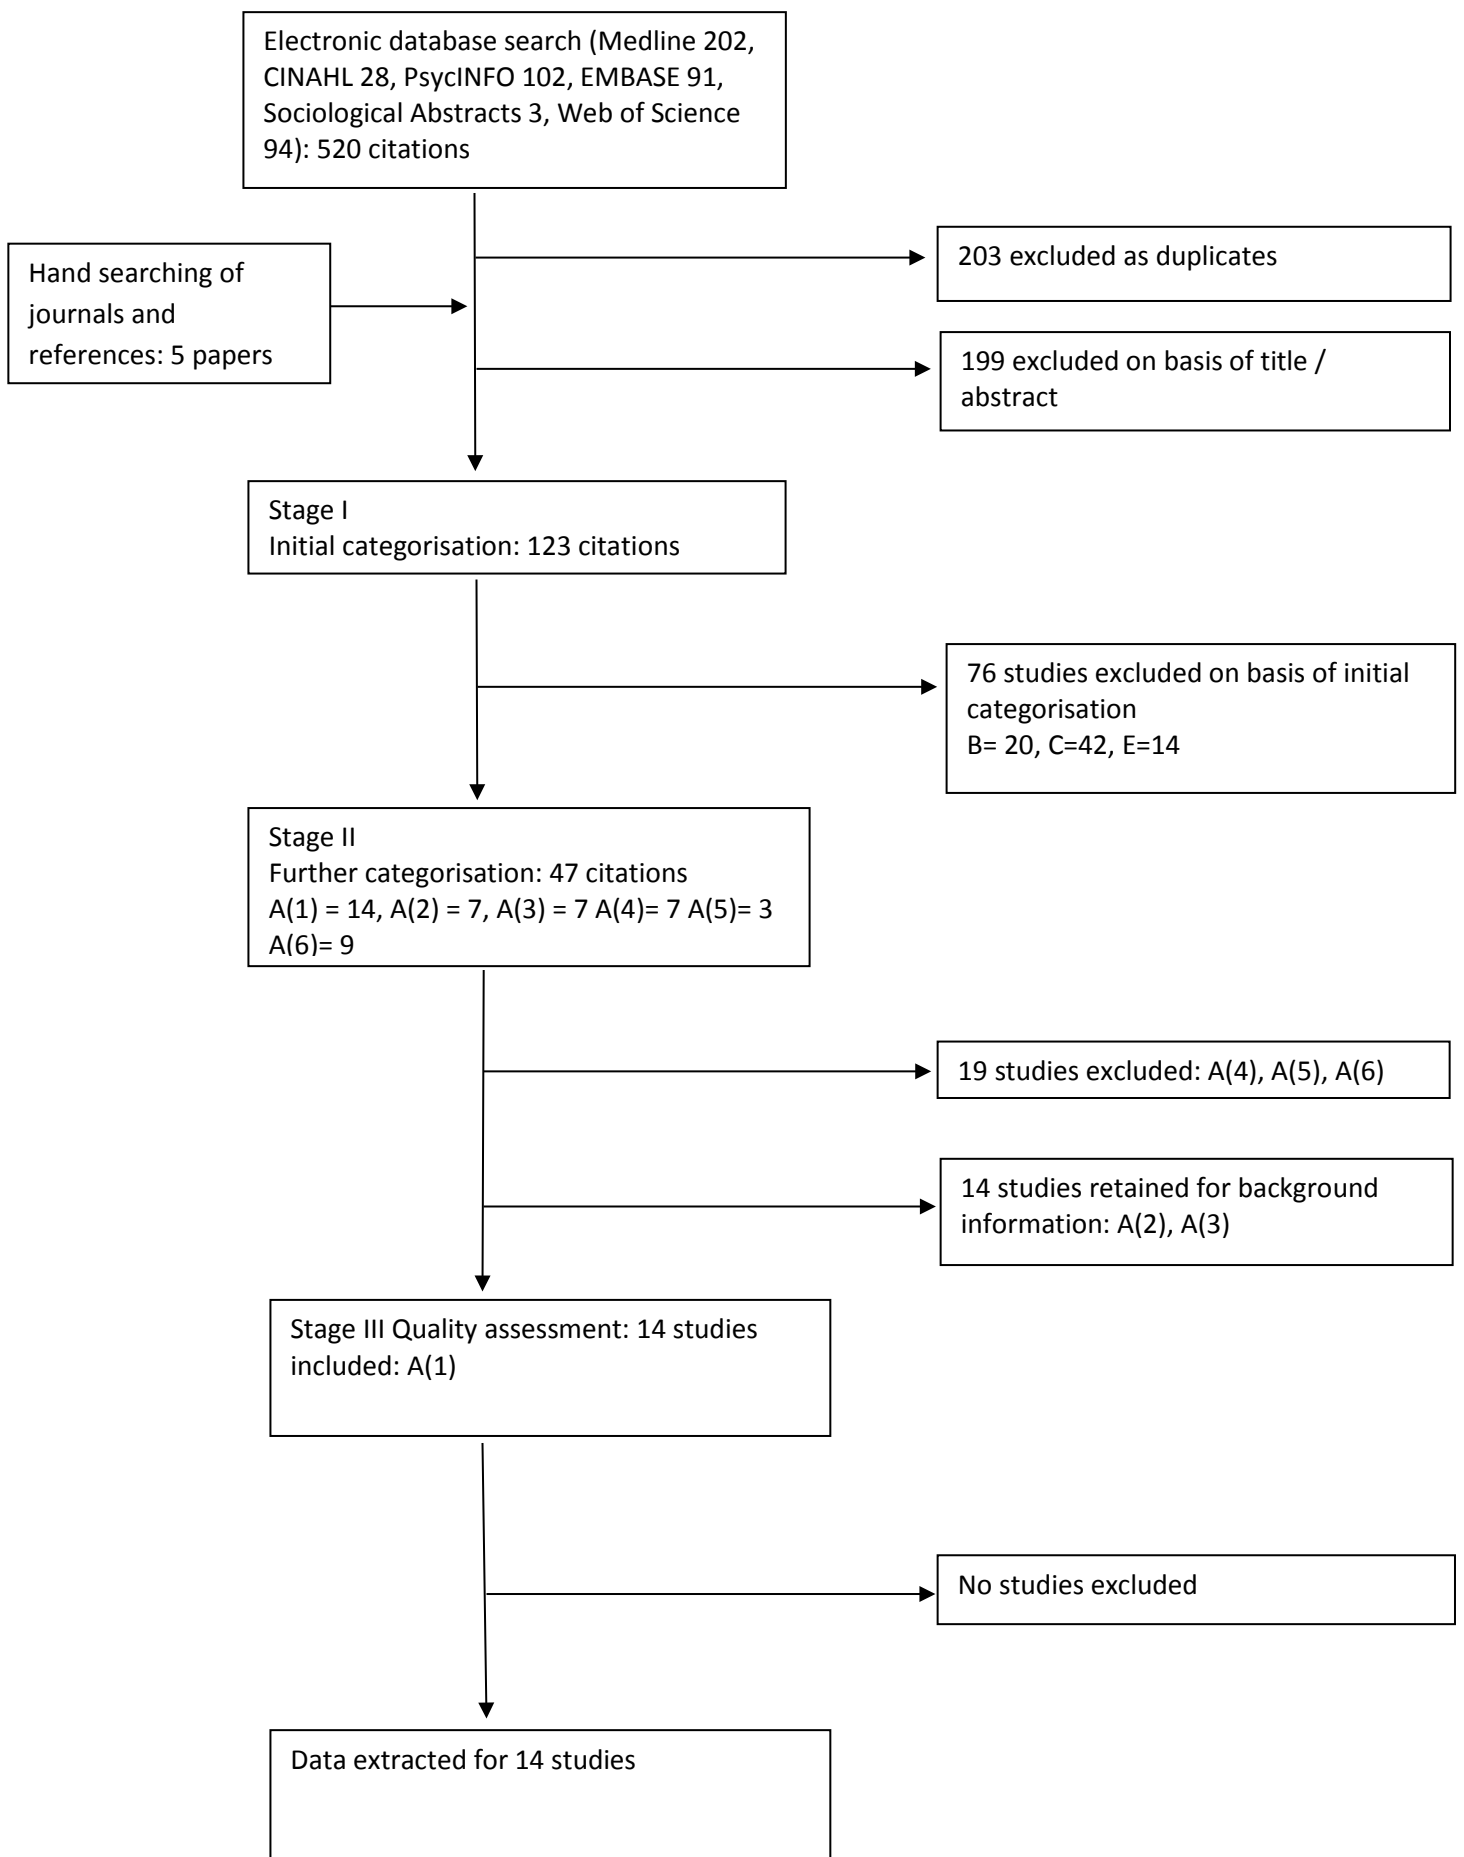 Electronic database search (Medline 202,
CINAHL 28, PsycINFO 102, EMBASE 91,
Sociological Abstracts 3, Web of Science
94): 520 citations
203 excluded as duplicates
Hand searching of
journals and
references: 5 papers
199 excluded on basis of title /
abstract
Stage I
Initial categorisation: 123 citations
76 studies excluded on basis of initial
categorisation
B= 20, C=42, E=14
Stage II
Further categorisation: 47 citations
A(1) = 14, A(2) = 7, A(3) = 7 A(4)= 7 A(5)= 3
A(6)= 9
19 studies excluded: A(4), A(5), A(6)
14 studies retained for background
information: A(2), A(3)
Stage III Quality assessment: 14 studies
included: A(1)
No studies excluded
Data extracted for 14 studies